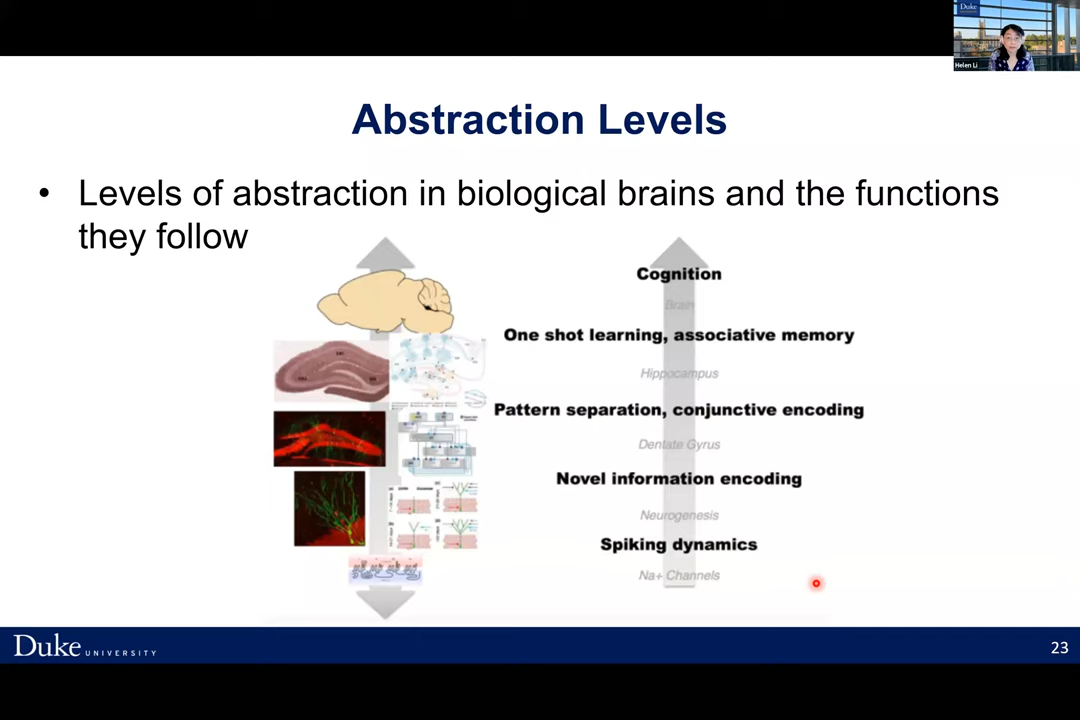 Duke
Helen Li
Abstraction Levels
• Levels of abstraction in biological brains and the functions
they follow
Cognition
Brain
One shot learning, associative memory
Hippocampus
Pattern separation, conjunctive encoding
Dentate Gyrus
Novel information encoding
Neurogenesis
Spiking dynamics
Na+ Channels
Duke UNIVERSITY
23